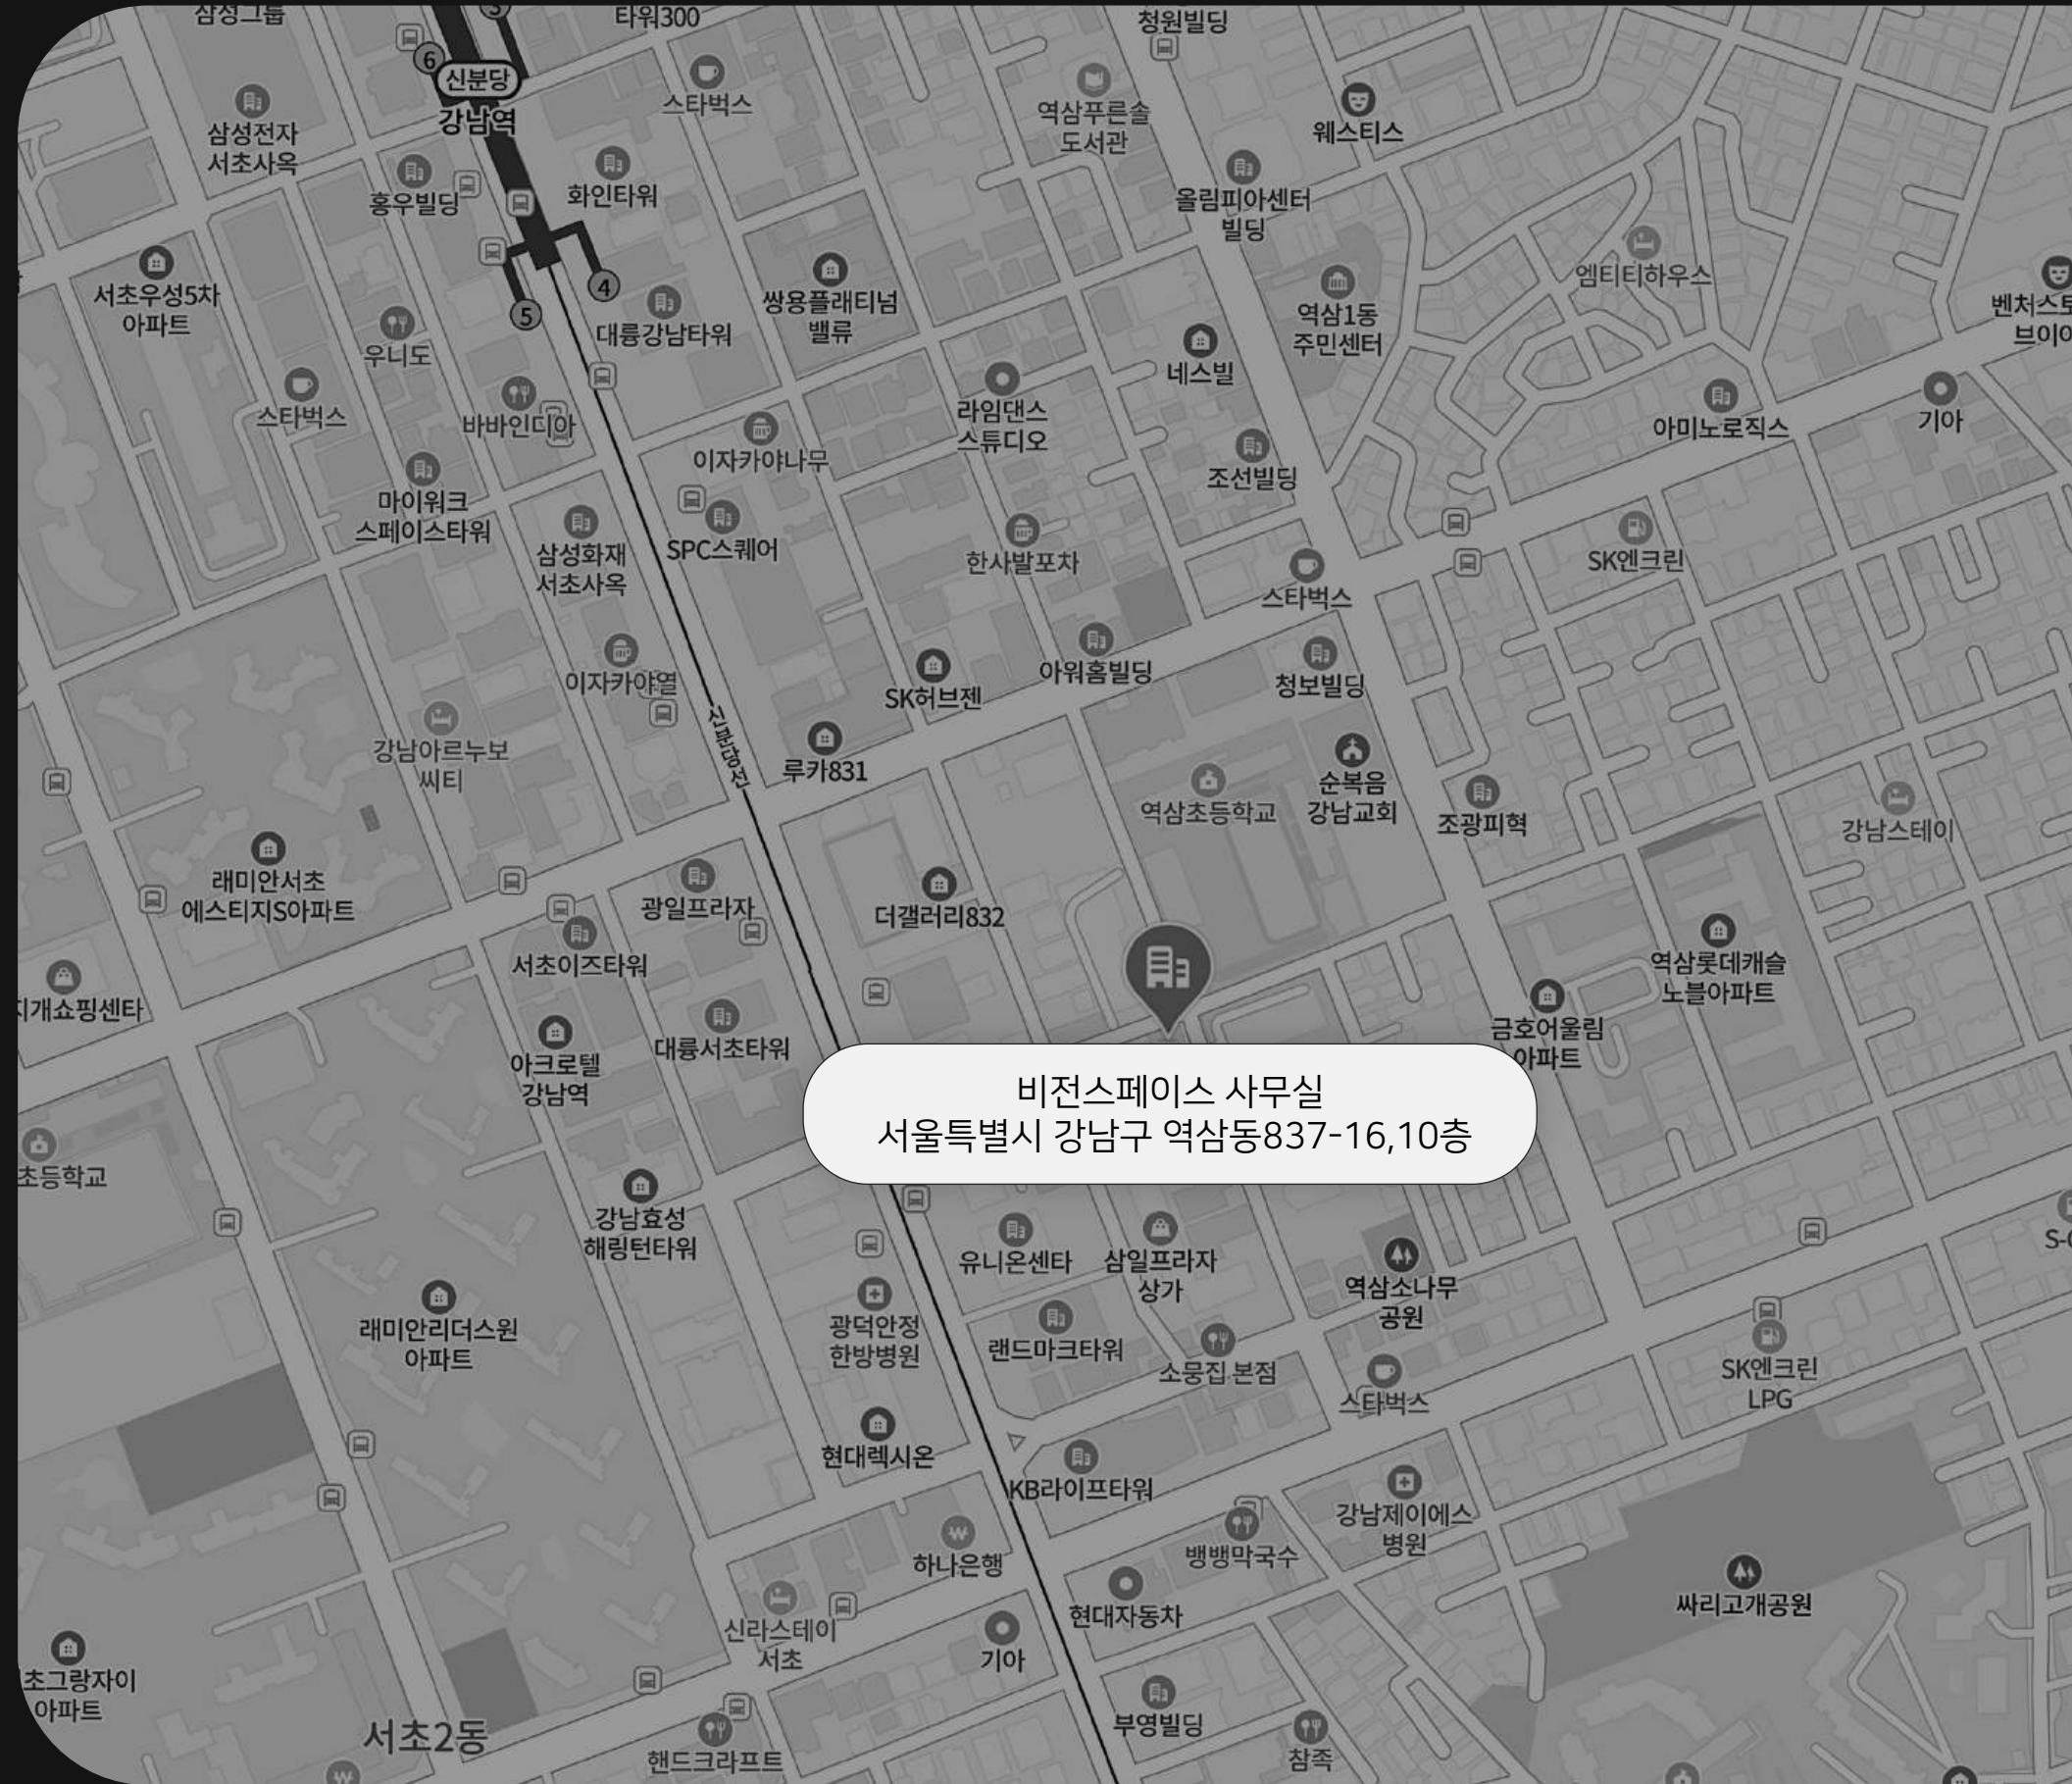 삼성그룹
타워300
청원빌딩
3
6
신분당
강남역
스타벅스
역삼푸른솔
도서관
웨스티스
삼성전자
서초사옥
홍우빌딩
화인타워
올림피아센터
빌딩
엠티티하우스
서초우성5차
아파트
5
4
우니도
대륭강남타워
쌍용플래티넘
밸류
역삼1동
주민센터
네스빌
스타벅스
바바인디아
라임댄스
스튜디오
아미노로직스
기아
이자카야나무
조선빌딩
마이워크
스페이스타워
삼성화재
서초사옥
SPC스퀘어
한사발포차
SK엔크린
스타벅스
이자카야열
SK허브젠
아워홈빌딩
청보빌딩
강남아르누보
씨티
신분당선
루카831
역삼초등학교
순복음
강남교회
조광피혁
강남스테이
래미안서초
에스티지S아파트
광일프라자
더갤러리832
서초이즈타워
역삼롯데캐슬
노블아파트
지개쇼핑센타
아크로텔
강남역
대륭서초타워
금호어울림
아파트
비전스페이스 사무실
서울특별시 강남구 역삼동837-16,10층
초등학교
강남효성
해링턴타워
유니온센타
삼일프라자
상가
역삼소나무
공원
래미안리더스원
아파트
광덕안정
한방병원
랜드마크타워
소뭉집 본점
스타벅스
SK엔크린
LPG
현대렉시온
KB라이프타워
강남제이에스
병원
하나은행
뱅뱅막국수
현대자동차
싸리고개공원
신라스테이
서초
기아
초그랑자이
아파트
서초2동
핸드크라프트
부영빌딩
참족